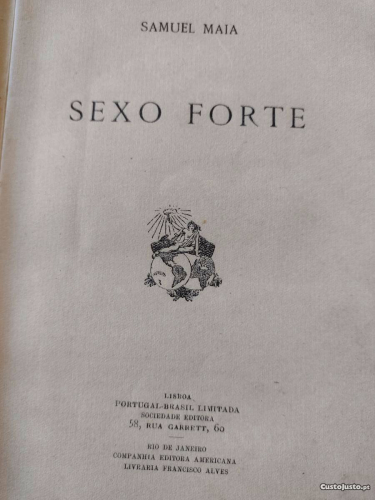 SAMUEL MAIA
SEXO FORTE
LISBOA
PORTUGAL-BRASIL LIMITADA
SOCIEDADE EDITORA
58, RUA GARRETT, 60
RIO DE JANEIRO
COMPANHIA EDITORA AMERICANA
LIVRARIA FRANCISCO ALVES
Custojusto.pt